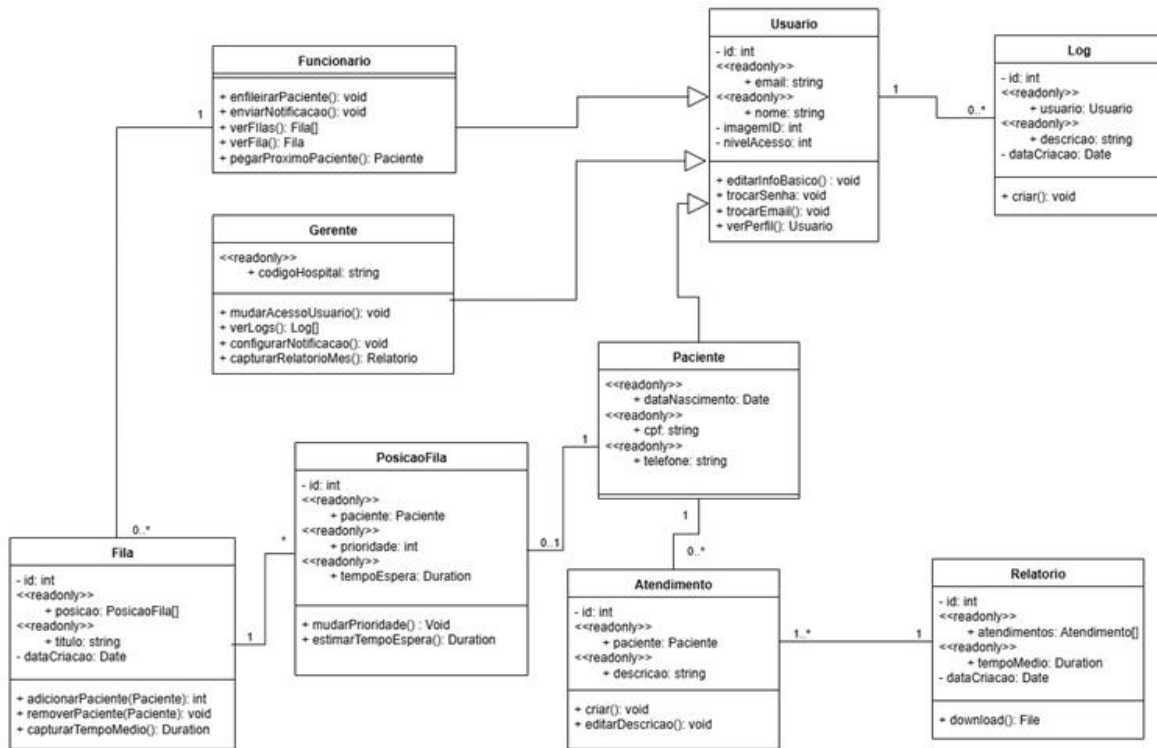 Funcionario
+ enfileirarPaciente(): void
+ enviarNotificacao(): void
+ verFIlas(): Fila[]
+ verFila(): Fila
+ pegarProximoPaciente(): Paciente
Usuario
- id: int
<<readonly>>
+ email: string
<<readonly>>
+ nome: string
- imagemID: int
- nivelAcesso: int
+ editarInfoBasico() : void
+ trocarSenha: void
+ trocarEmail(): void
+ verPerfil(): Usuario
Log
- id: int
<<readonly>>
+ usuario: Usuario
<<readonly>>
+ descricao: string
- dataCriacao: Date
+ criar(): void
1
0..*
1
Gerente
<<readonly>>
+ codigoHospital: string
+ mudarAcessoUsuario(): void
+ verLogs(): Log[]
+ configurarNotificacao(): void
+ capturarRelatorioMes(): Relatorio
Paciente
<<readonly>>
+ dataNascimento: Date
<<readonly>>
+ cpf: string
<<readonly>>
+ telefone: string
PosicaoFila
- id: int
<<readonly>>
+ paciente: Paciente
<<readonly>>
+ prioridade: int
<<readonly>>
+ tempoEspera: Duration
+ mudarPrioridade() : Void
+ estimarTempoEspera(): Duration
1
0..1
1
0..*
0..*
*
1
Fila
- id: int
<<readonly>>
+ posicao: PosicaoFila[]
<<readonly>>
+ titulo: string
- dataCriacao: Date
+ adicionarPaciente(Paciente): int
+ removerPaciente(Paciente): void
+ capturarTempoMedio(): Duration
Atendimento
- id: int
<<readonly>>
+ paciente: Paciente
<<readonly>>
+ descricao: string
+ criar(): void
+ editarDescricao(): void
1..*
1
Relatorio
- id: int
<<readonly>>
+ atendimentos: Atendimento[]
<<readonly>>
+ tempoMedio: Duration
- dataCriacao: Date
+ download(): File